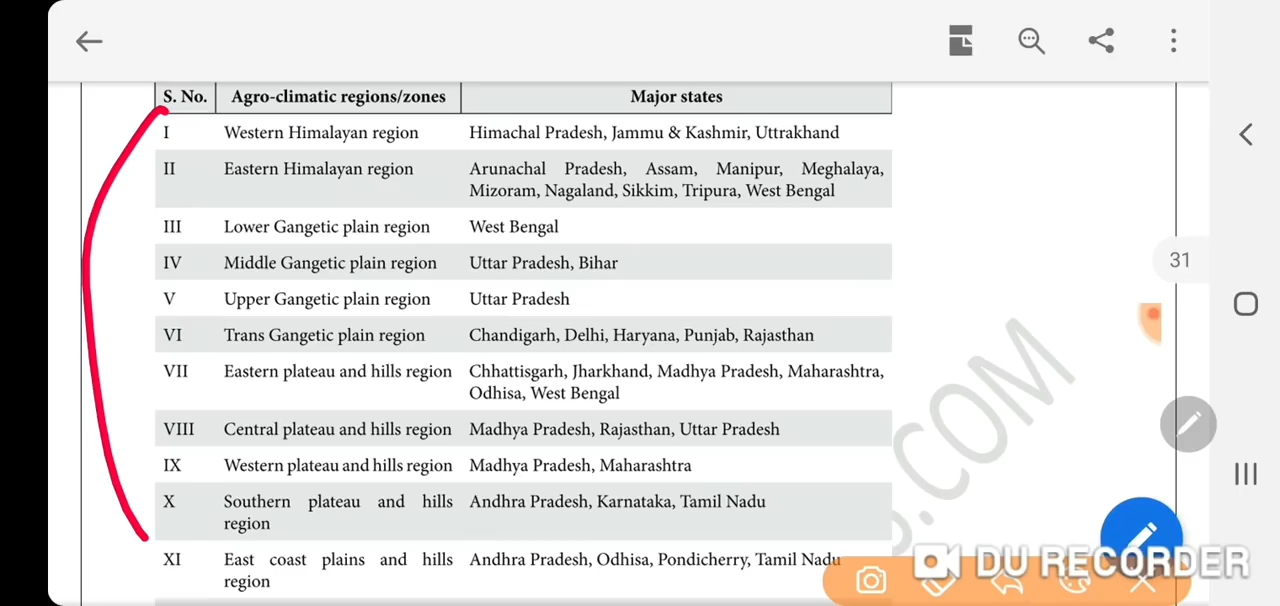 S. No. Agro-climatic regions/zones Major states
I Western Himalayan region Himachal Pradesh, Jammu & Kashmir, Uttrakhand
II Eastern Himalayan region Arunachal Pradesh, Assam, Manipur, Meghalaya,
Mizoram, Nagaland, Sikkim, Tripura, West Bengal
III Lower Gangetic plain region West Bengal
IV Middle Gangetic plain region Uttar Pradesh, Bihar
31
V Upper Gangetic plain region Uttar Pradesh
VI Trans Gangetic plain region Chandigarh, Delhi, Haryana, Punjab, Rajasthan
VII Eastern plateau and hills region Chhattisgarh, Jharkhand, Madhya Pradesh, Maharashtra,
Odhisa, West Bengal
VIII Central plateau and hills region Madhya Pradesh, Rajasthan, Uttar Pradesh
IX Western plateau and hills region Madhya Pradesh, Maharashtra
X Southern plateau and hills Andhra Pradesh, Karnataka, Tamil Nadu
region
XI East coast plains and hills Andhra Pradesh, Odhisa, Pondicherry, Tamil Nadu
region
.COM
DU RECORDER